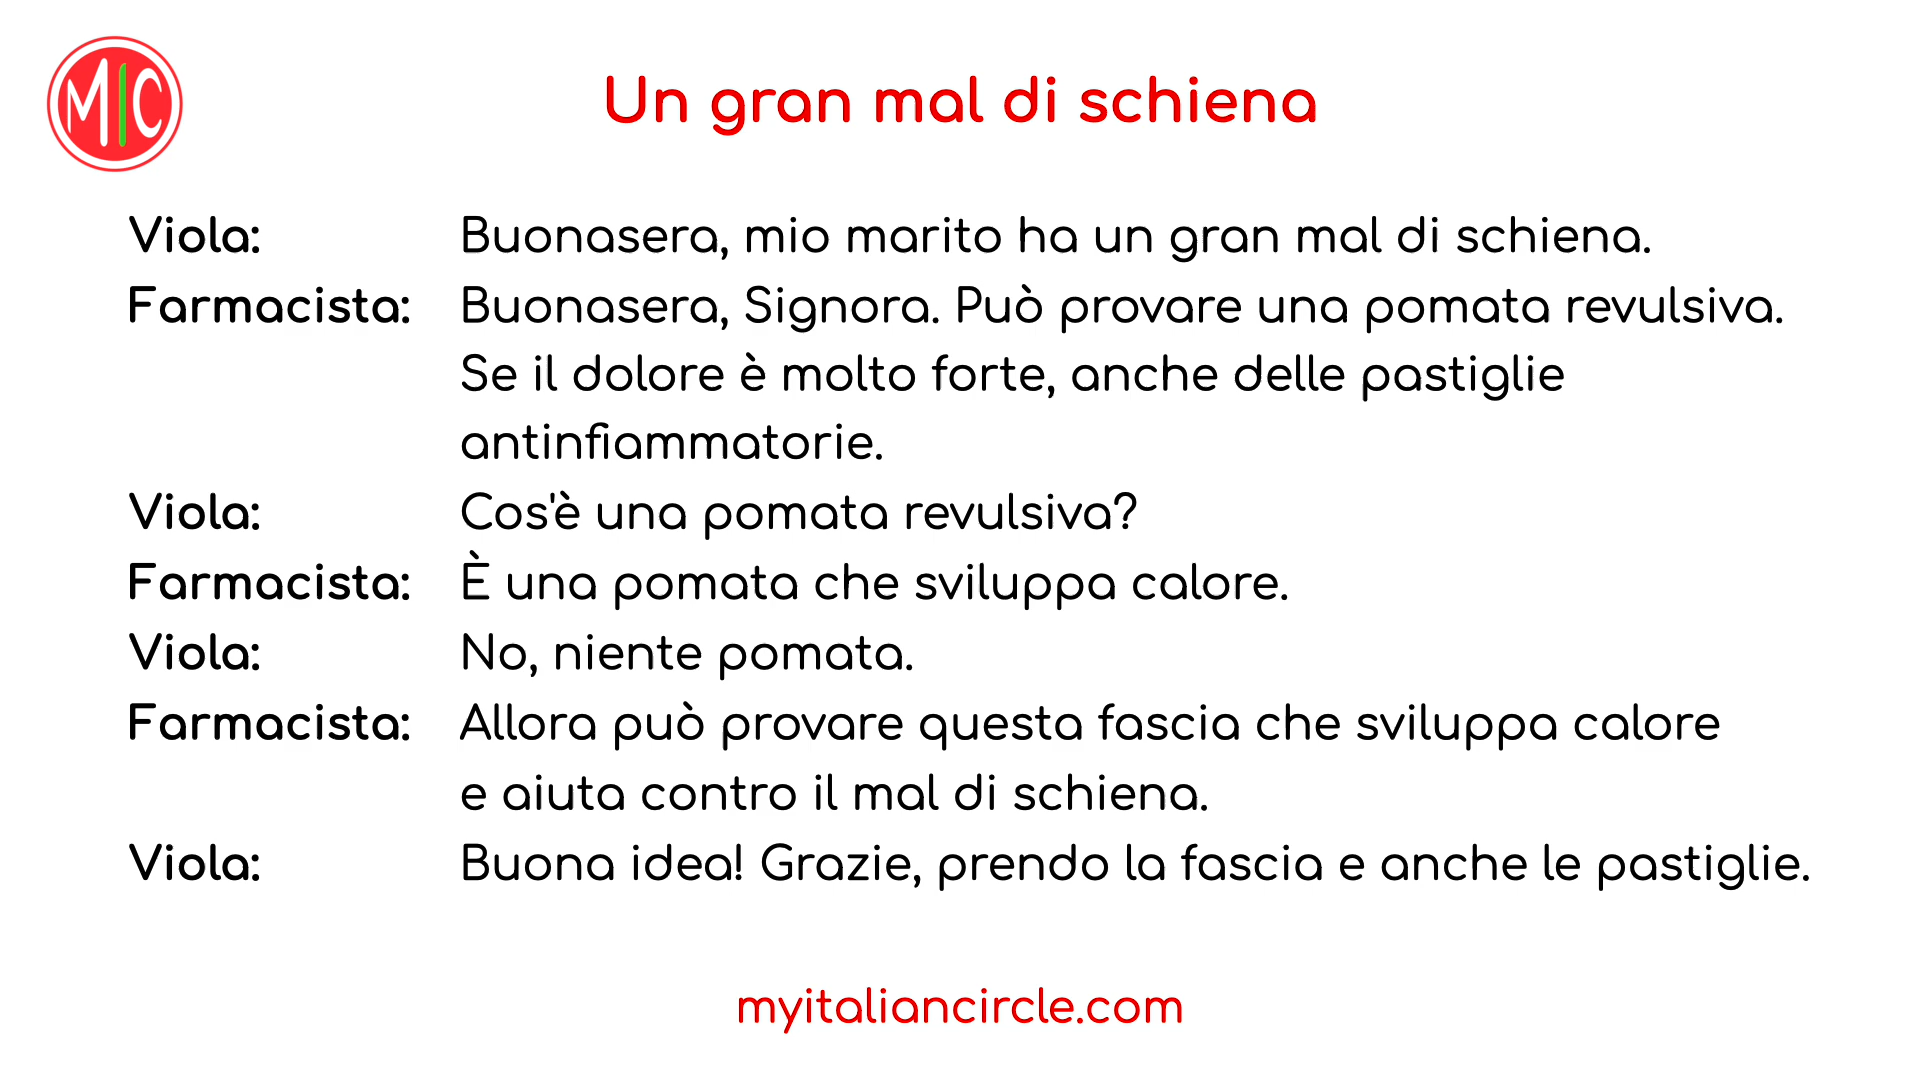 MIC
Un gran mal di schiena
Viola: Buonasera, mio marito ha un gran mal di schiena.
Farmacista: Buonasera, Signora. Può provare una pomata revulsiva.
Se il dolore è molto forte, anche delle pastiglie
antinfiammatorie.
Viola: Cos'è una pomata revulsiva?
Farmacista: È una pomata che sviluppa calore.
Viola: No, niente pomata.
Farmacista: Allora può provare questa fascia che sviluppa calore
e aiuta contro il mal di schiena.
Viola: Buona idea! Grazie, prendo la fascia e anche le pastiglie.
myitaliancircle.com